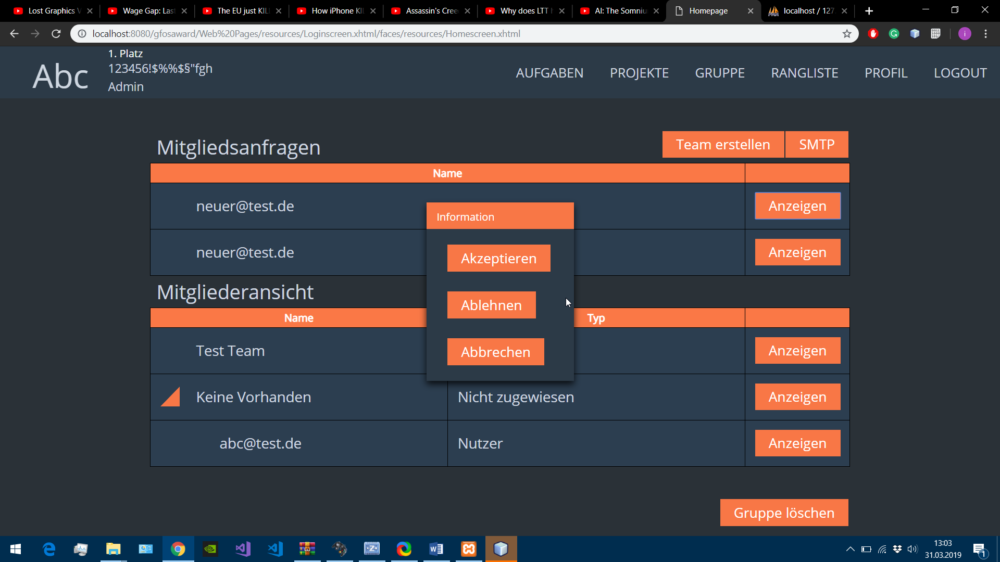 Lost Graphics V
Wage Gap: Las
The EU just KIL
How iPhone KI
Assassin's Cree
Why does LTT
AI: The Somniu
Homepage
localhost / 127.
localhost:8080/gfosaward/Web%20Pages/resources/Loginscreen.xhtml/faces/resources/Homescreen.xhtml
i
Abc
1. Platz
123456!$%%$§"fgh
Admin
AUFGABEN
PROJEKTE
GRUPPE
RANGLISTE
PROFIL
LOGOUT
Mitgliedsanfragen
Team erstellen
SMTP
Name
neuer@test.de
Anzeigen
neuer@test.de
Anzeigen
Information
Akzeptieren
Ablehnen
Abbrechen
Mitgliederansicht
Name
Typ
Test Team
Anzeigen
Keine Vorhanden
Nicht zugewiesen
Anzeigen
abc@test.de
Nutzer
Anzeigen
Gruppe löschen
13:03
31.03.2019
1